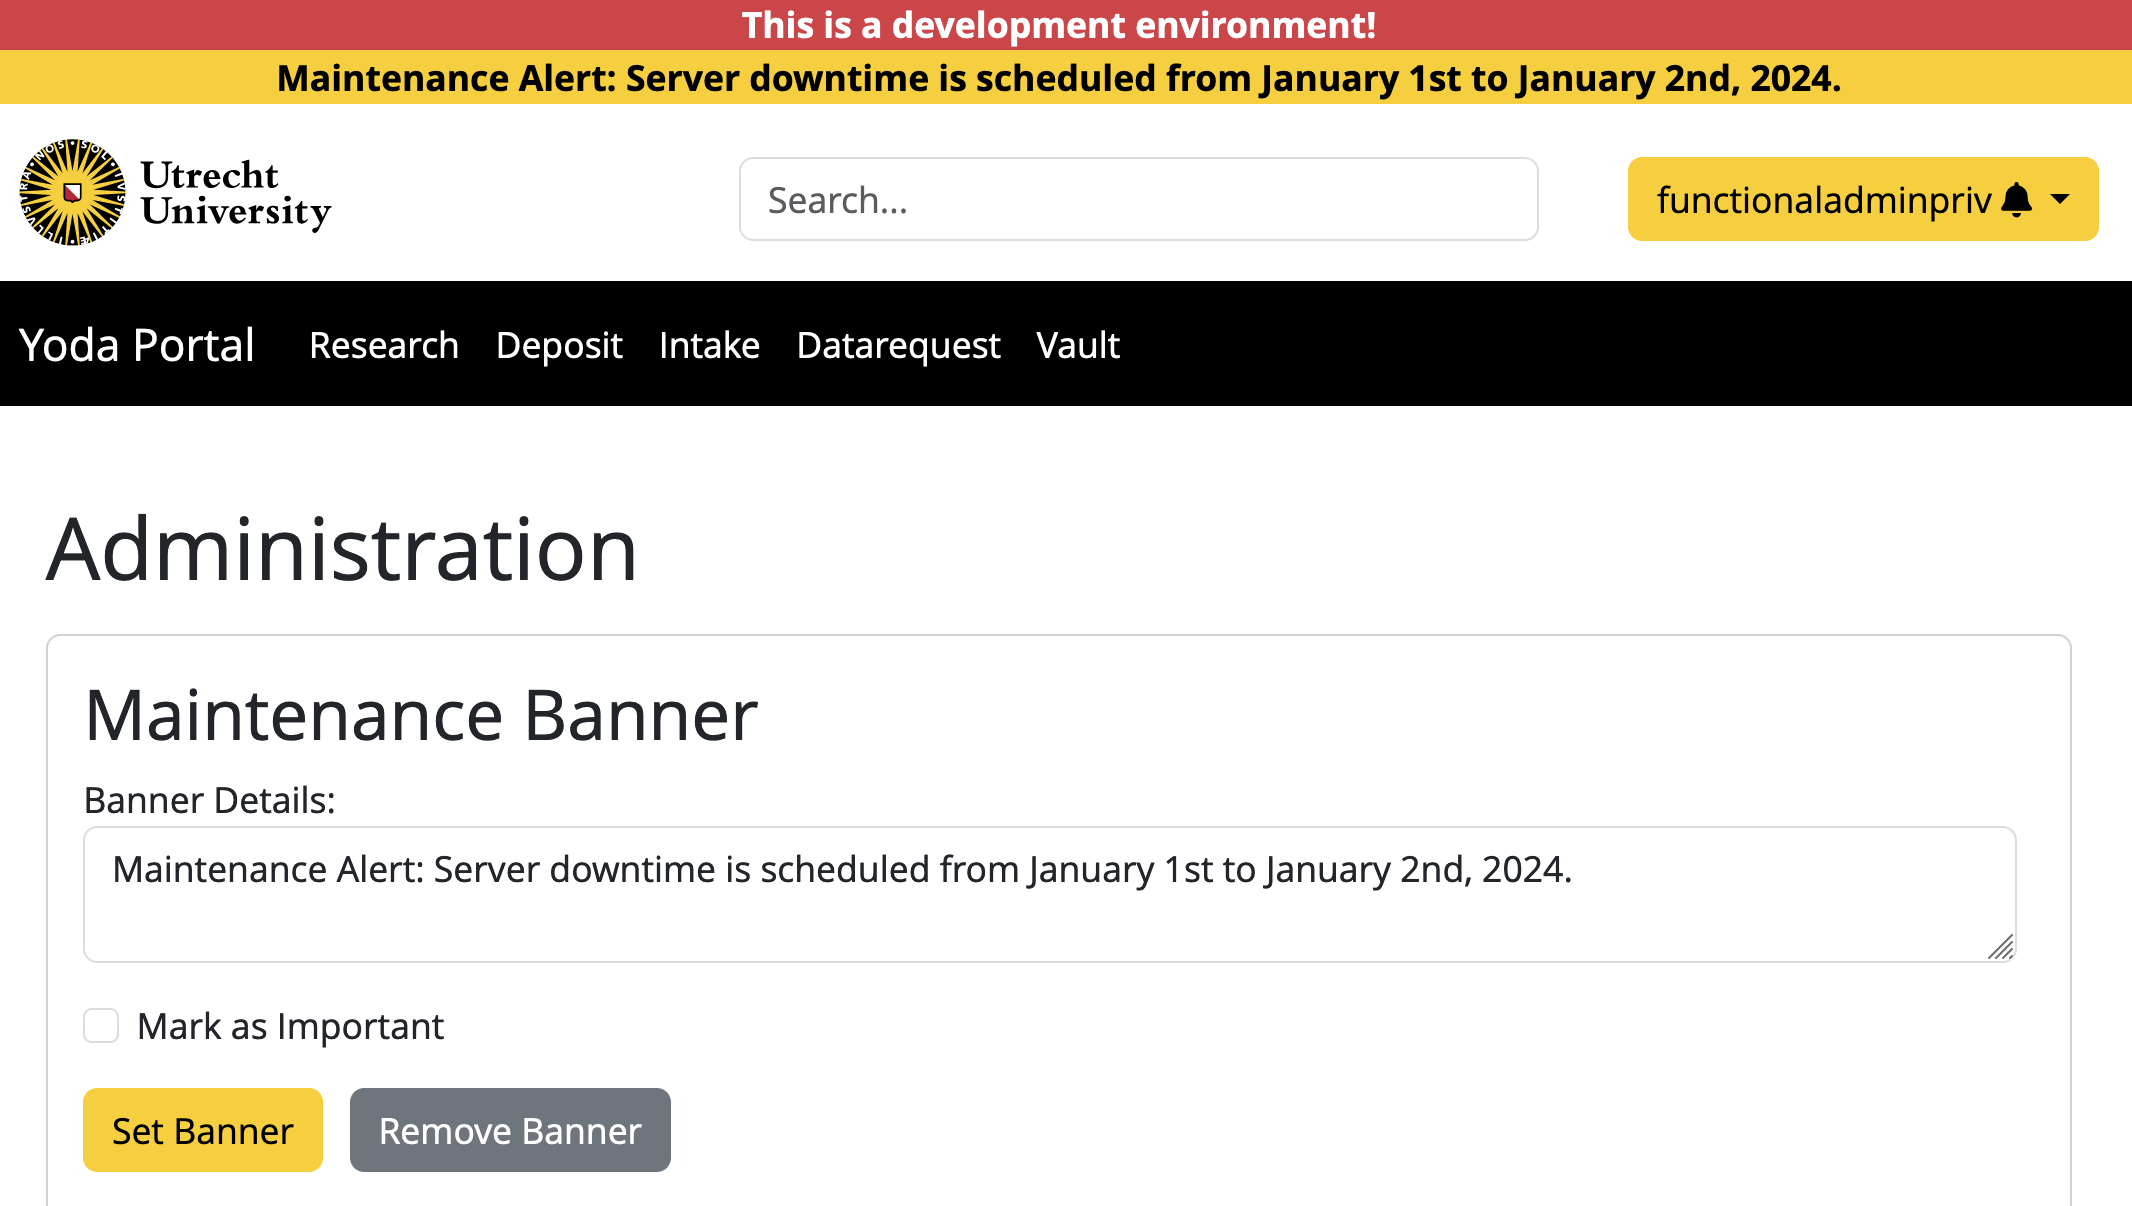 This is a development environment!
Maintenance Alert: Server downtime is scheduled from January 1st to January 2nd, 2024.
Utrecht
University
Search...
functionaladminpriv
Yoda Portal Research Deposit Intake Datarequest Vault
Administration
Maintenance Banner
Banner Details:
Maintenance Alert: Server downtime is scheduled from January 1st to January 2nd, 2024.
Mark as Important
Set Banner Remove Banner